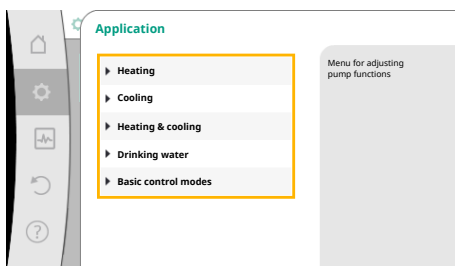 Application
Heating
Cooling
Heating & cooling
Drinking water
Basic control modes
Menu for adjusting
pump functions
?